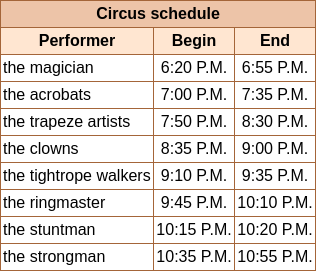 Circus schedule
Performer Begin End
the magician 6:20 P.M. 6:55 P.M.
the acrobats 7:00 P.M. 7:35 P.M.
the trapeze artists 7:50 P.M. 8:30 P.M.
the clowns 8:35 P.M. 9:00 P.M.
the tightrope walkers 9:10 P.M. 9:35 P.M.
the ringmaster 9:45 P.M. 10:10 P.M.
the stuntman 10:15 P.M. 10:20 P.M.
the strongman 10:35 P.M. 10:55 P.M.